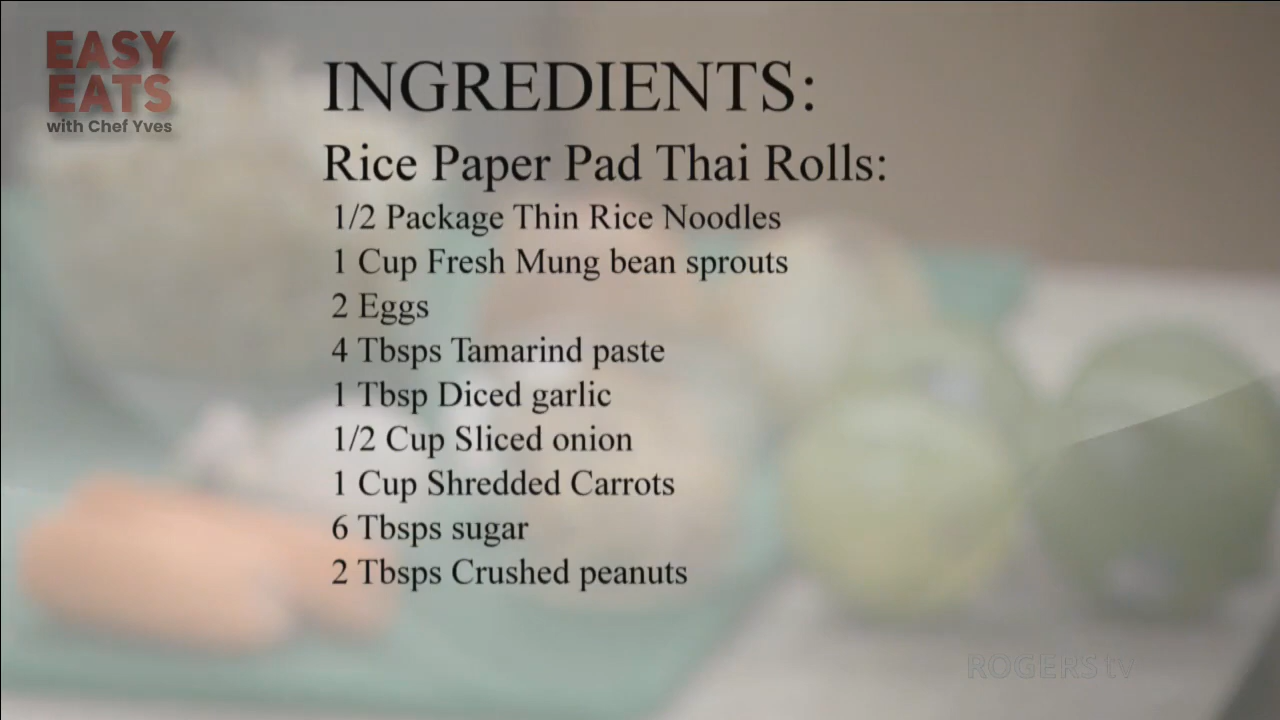 EASY
EATS
with Chef Yves
INGREDIENTS:
Rice Paper Pad Thai Rolls:
1/2 Package Thin Rice Noodles
1 Cup Fresh Mung bean sprouts
2 Eggs
4 Tbsps Tamarind paste
1 Tbsp Diced garlic
1/2 Cup Sliced onion
1 Cup Shredded Carrots
6 Tbsps sugar
2 Tbsps Crushed peanuts
ROGERS tv